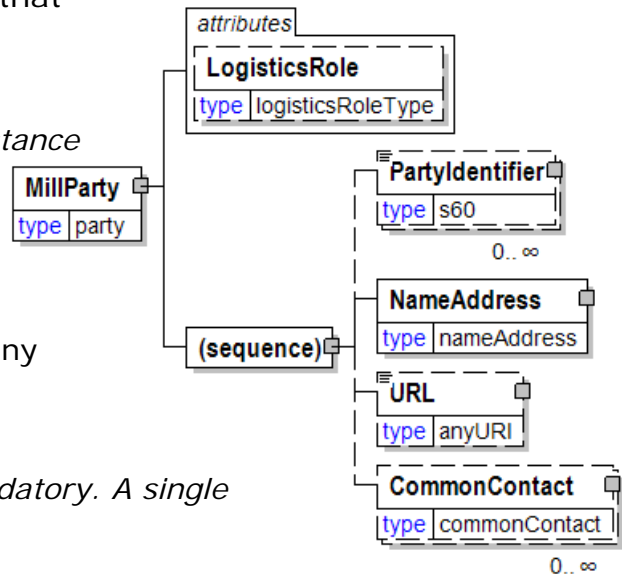 that
attributes
LogisticsRole
type logisticsRoleType
tance
MillParty
type party
PartyIdentifier
type s60
0.. ∞
NameAddress
type nameAddress
ny
(sequence)
URL
type anyURI
datory. A single
CommonContact
type commonContact
0.. ∞